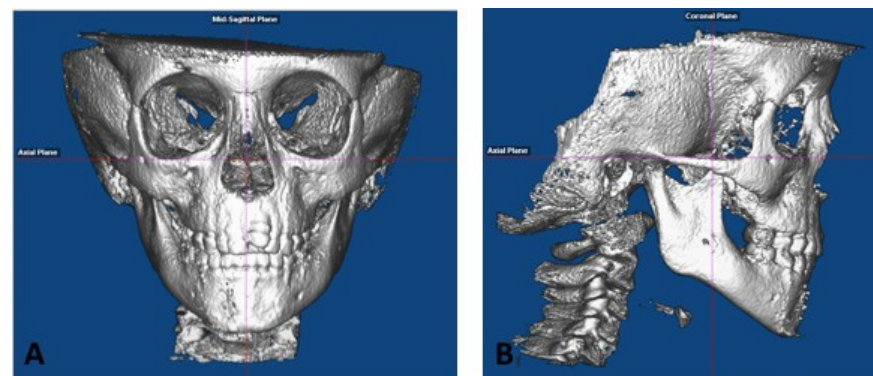 Mid-Sagittal Plane
Axial Plane
A
Coronal Plane
Axial Plane
B